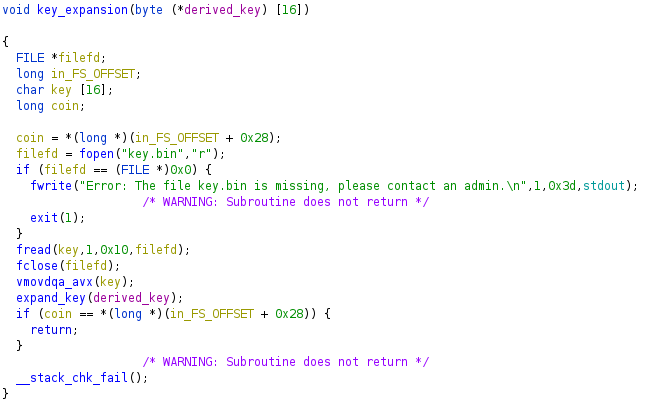 void key_expansion(byte (*derived_key) [16])
{
FILE *filefd;
long in_FS_OFFSET;
char key [16];
long coin;
coin = *(long *)(in_FS_OFFSET + 0x28);
filefd = fopen("key.bin","r");
if (filefd == (FILE *)0x0) {
fwrite("Error: The file key.bin is missing, please contact an admin.\n",1,0x3d,stdout);
/* WARNING: Subroutine does not return */
exit(1);
}
fread(key,1,0x10,filefd);
fclose(filefd);
vmovdqa_avx(key);
expand_key(derived_key);
if (coin == *(long *)(in_FS_OFFSET + 0x28)) {
return;
}
/* WARNING: Subroutine does not return */
__stack_chk_fail();
}